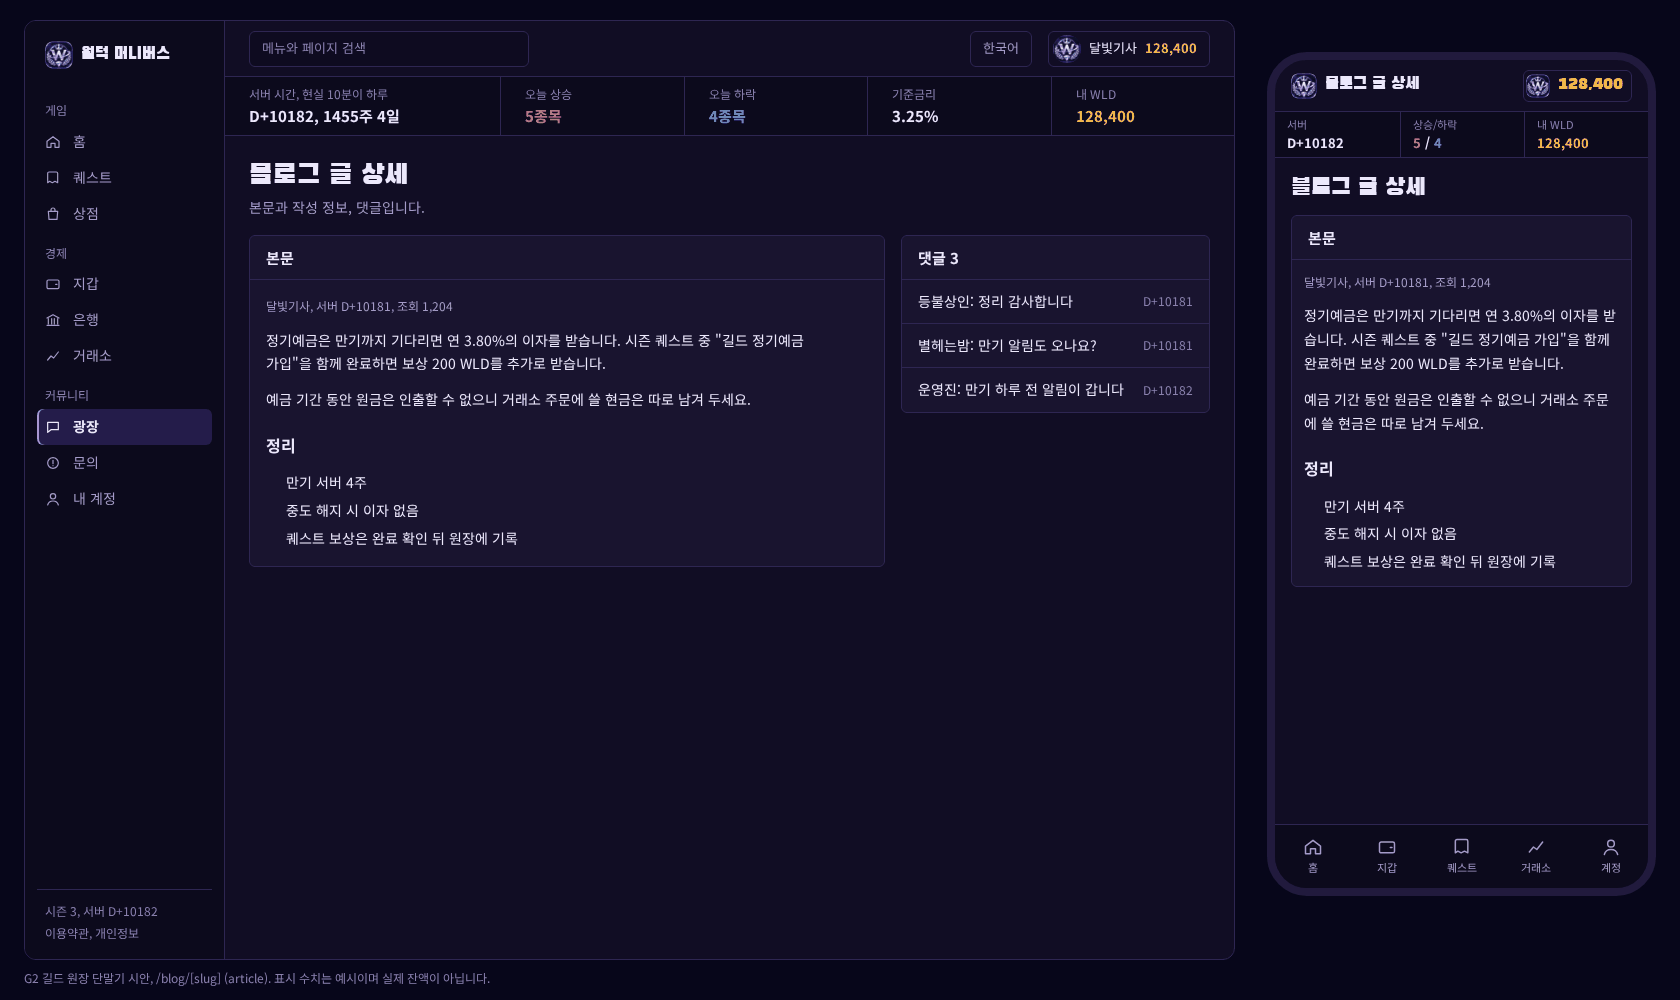 월덕 머니버스
게임
홈
퀘스트
상점
경제
지갑
은행
거래소
커뮤니티
광장
문의
내 계정
시즌 3, 서버 D+10182
이용약관, 개인정보
메뉴와 페이지 검색
한국어
달빛기사 128,400
서버 시간, 현실 10분이 하루
D+10182, 1455주 4일
오늘 상승
5종목
오늘 하락
4종목
기준금리
3.25%
내 WLD
128,400
블로그 글 상세
본문과 작성 정보, 댓글입니다.
본문
달빛기사, 서버 D+10181, 조회 1,204
정기예금은 만기까지 기다리면 연 3.80%의 이자를 받습니다. 시즌 퀘스트 중 "길드 정기예금
가입"을 함께 완료하면 보상 200 WLD를 추가로 받습니다.
예금 기간 동안 원금은 인출할 수 없으니 거래소 주문에 쓸 현금은 따로 남겨 두세요.
정리
만기 서버 4주
중도 해지 시 이자 없음
퀘스트 보상은 완료 확인 뒤 원장에 기록
댓글 3
등불상인: 정리 감사합니다 D+10181
별헤는밤: 만기 알림도 오나요? D+10181
운영진: 만기 하루 전 알림이 갑니다 D+10182
블로그 글 상세
128,400
서버
D+10182
상승/하락
5 / 4
내 WLD
128,400
블로그 글 상세
본문
달빛기사, 서버 D+10181, 조회 1,204
정기예금은 만기까지 기다리면 연 3.80%의 이자를 받
습니다. 시즌 퀘스트 중 "길드 정기예금 가입"을 함께
완료하면 보상 200 WLD를 추가로 받습니다.
예금 기간 동안 원금은 인출할 수 없으니 거래소 주문
에 쓸 현금은 따로 남겨 두세요.
정리
만기 서버 4주
중도 해지 시 이자 없음
퀘스트 보상은 완료 확인 뒤 원장에 기록
홈
지갑
퀘스트
거래소
계정
G2 길드 원장 단말기 시안, /blog/[slug] (article). 표시 수치는 예시이며 실제 잔액이 아닙니다.